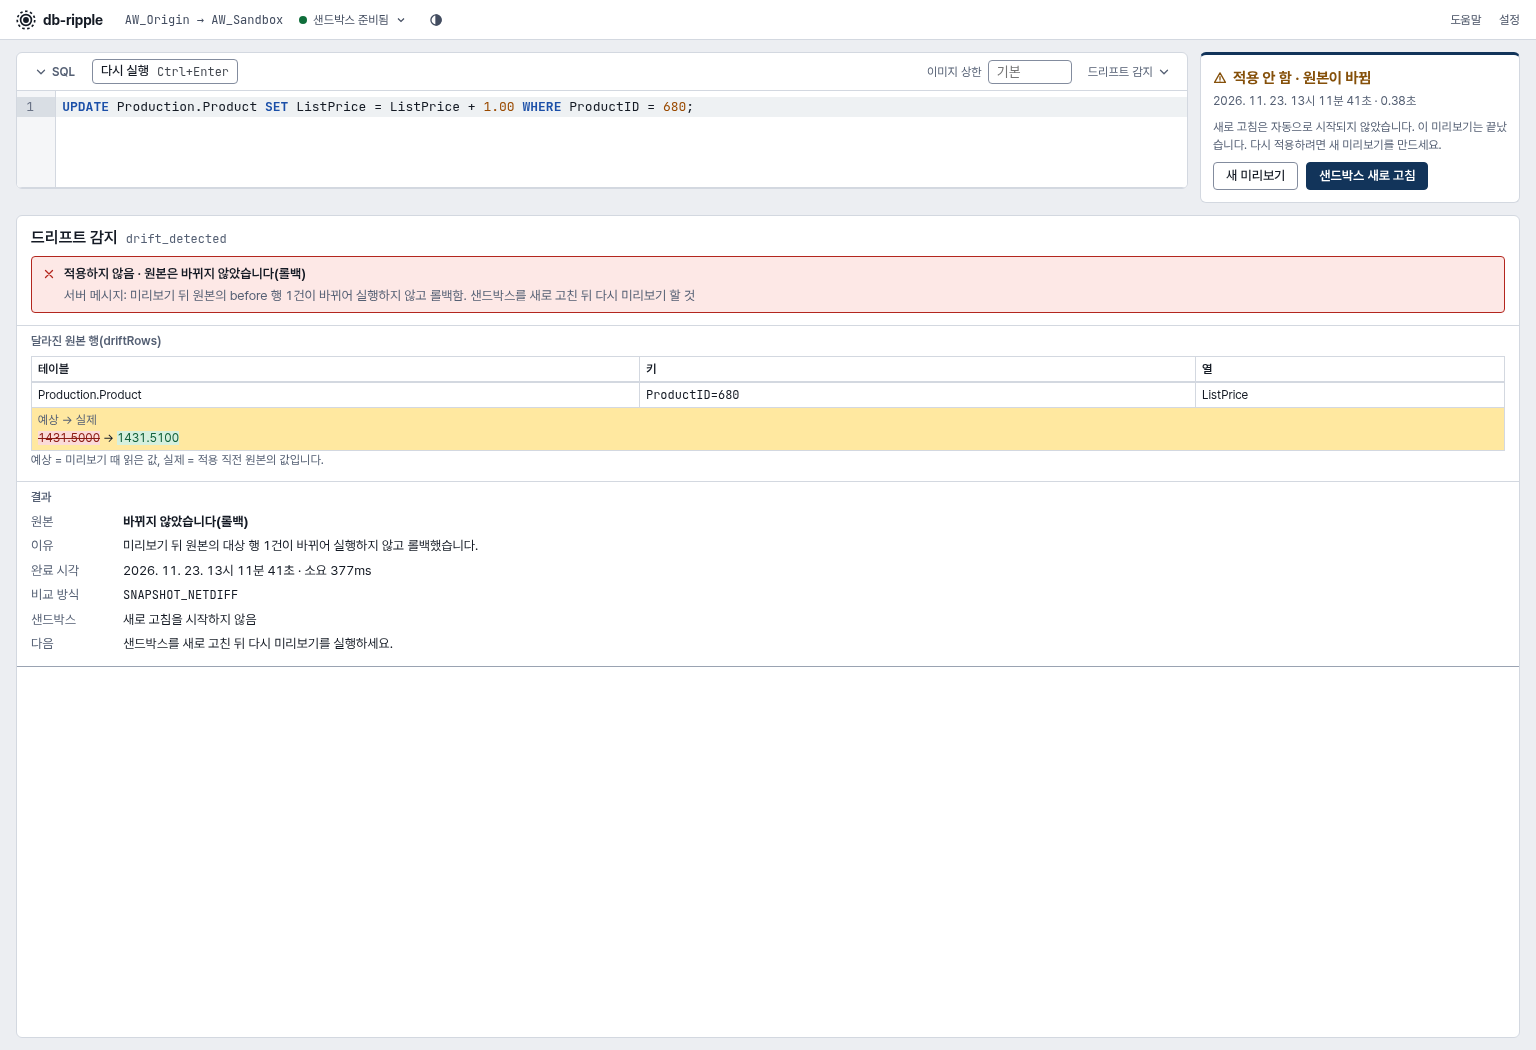 db-ripple AW_Origin → AW_Sandbox 샌드박스 준비됨 도움말 설정
SQL 다시 실행 Ctrl+Enter 이미지 상한 기본 드리프트 감지
1 UPDATE Production.Product SET ListPrice = ListPrice + 1.00 WHERE ProductID = 680;
적용 안 함 · 원본이 바뀜
2026. 11. 23. 13시 11분 41초 · 0.38초
새로 고침은 자동으로 시작되지 않았습니다. 이 미리보기는 끝났
습니다. 다시 적용하려면 새 미리보기를 만드세요.
새 미리보기 샌드박스 새로 고침
드리프트 감지 drift_detected
적용하지 않음 · 원본은 바뀌지 않았습니다(롤백)
서버 메시지: 미리보기 뒤 원본의 before 행 1건이 바뀌어 실행하지 않고 롤백함. 샌드박스를 새로 고친 뒤 다시 미리보기 할 것
달라진 원본 행(driftRows)
테이블 키 열
Production.Product ProductID=680 ListPrice
예상 → 실제
1431.5000 → 1431.5100
예상 = 미리보기 때 읽은 값, 실제 = 적용 직전 원본의 값입니다.
결과
원본 바뀌지 않았습니다(롤백)
이유 미리보기 뒤 원본의 대상 행 1건이 바뀌어 실행하지 않고 롤백했습니다.
완료 시각 2026. 11. 23. 13시 11분 41초 · 소요 377ms
비교 방식 SNAPSHOT_NETDIFF
샌드박스 새로 고침을 시작하지 않음
다음 샌드박스를 새로 고친 뒤 다시 미리보기를 실행하세요.